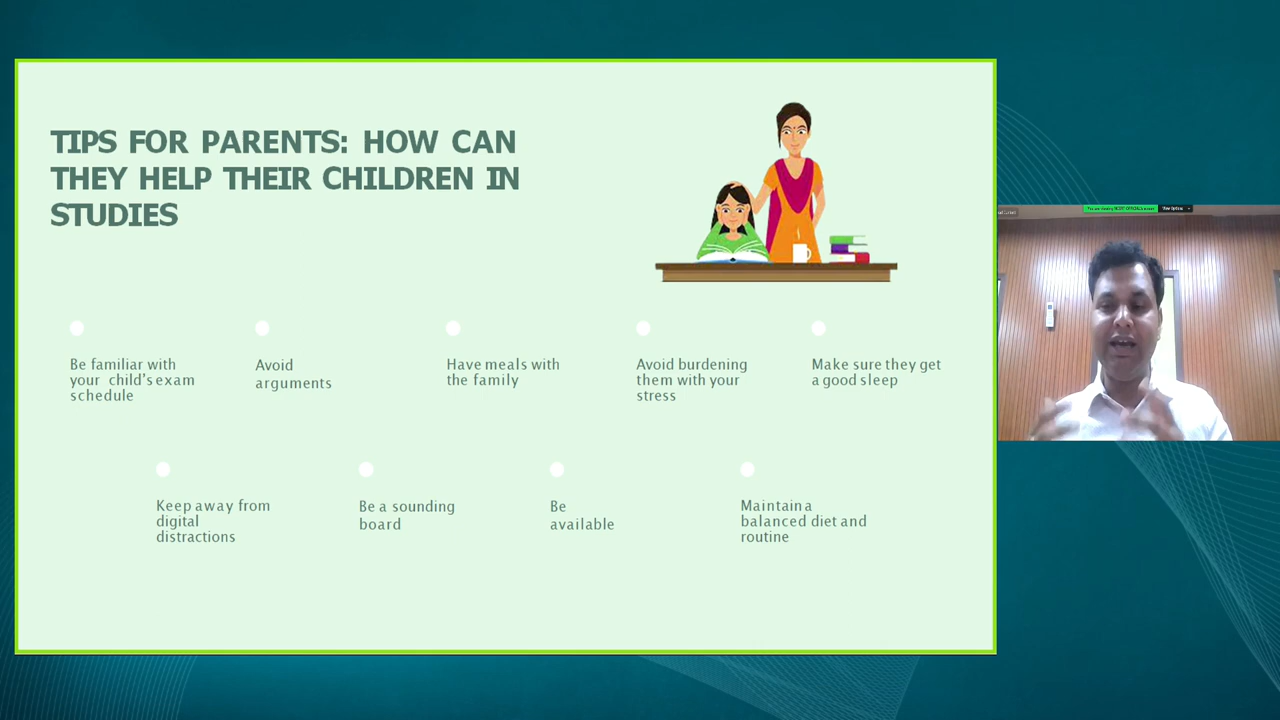 TIPS FOR PARENTS: HOW CAN
THEY HELP THEIR CHILDREN IN
STUDIES
Be familiar with
your child's exam
schedule
Avoid
arguments
Have meals with
the family
Avoid burdening
them with your
stress
Make sure they get
a good sleep
Keep away from
digital
distractions
Be a sounding
board
Be
available
Maintain a
balanced diet and
routine
View Options